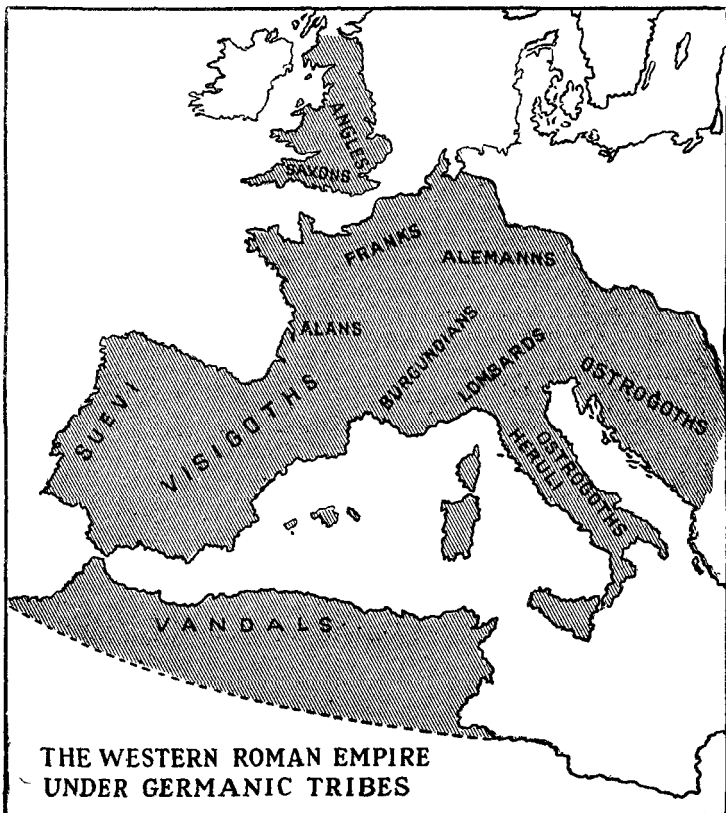 ANGLES
SAXONS
FRANKS
ALEMANNS
ALANS
BURGUNDIANS
LOMBARDS
OSTROGOTHS
SUEVI
VISIGOTHS
HERULI
OSTROGOTHS
VANDALS
THE WESTERN ROMAN EMPIRE
UNDER GERMANIC TRIBES